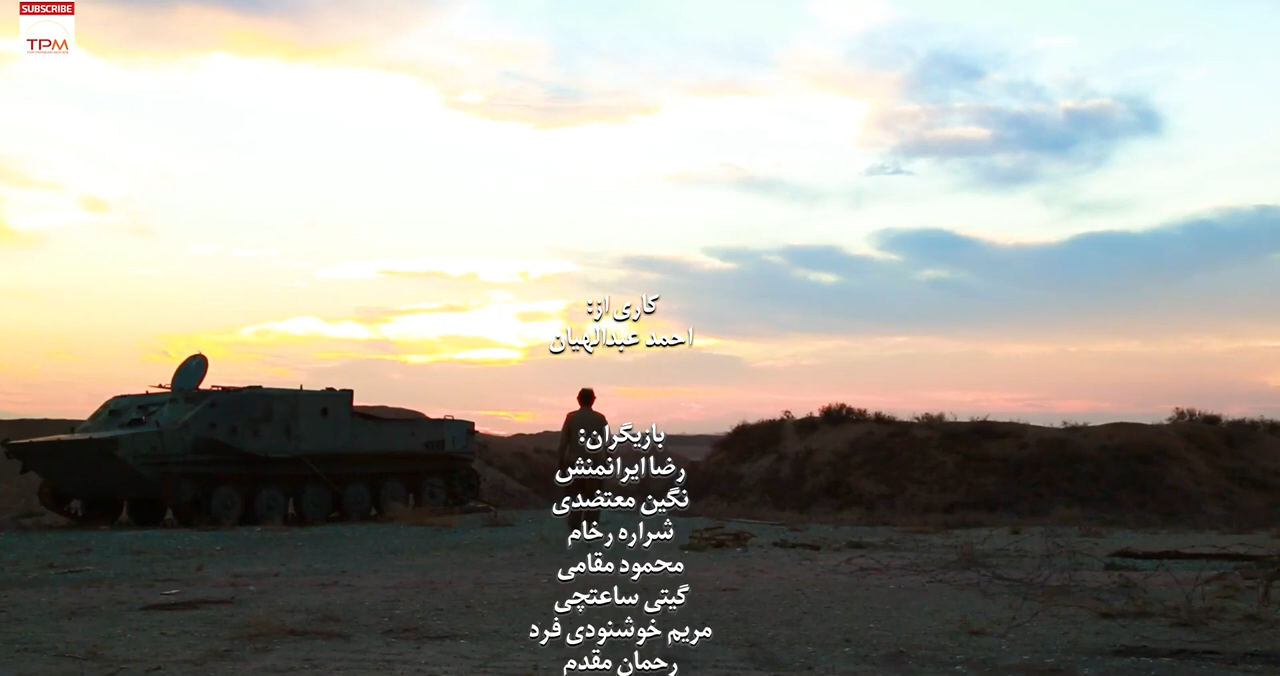 SUBSCRIBE
TPM
کاری از:
احمد عبدالهیان
بازیگران:
رضا ایرانمنش
نگین معتضدی
شراره رخام
محمود مقامی
گیتی ساعتچی
مریم خوشنودی فرد
رحمان مقدم